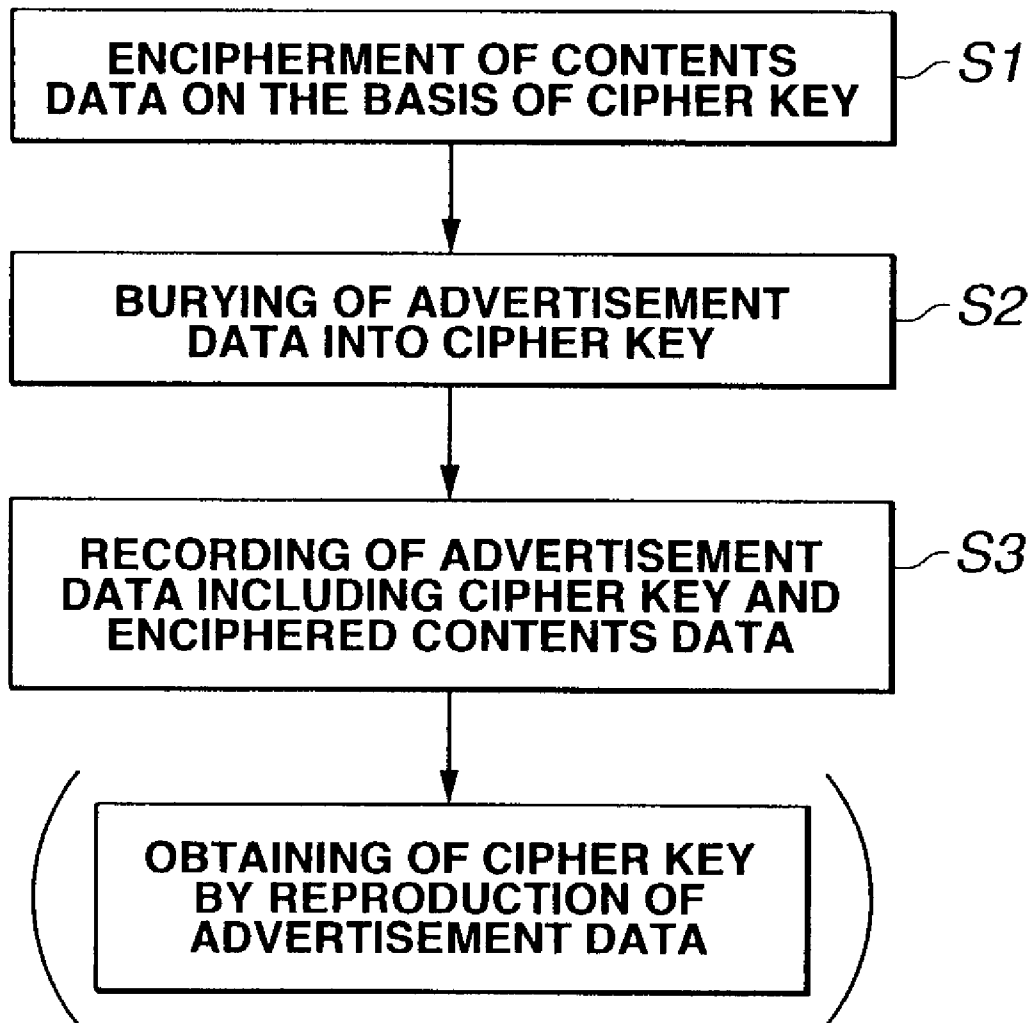 ENCIPHERMENT OF CONTENTS
DATA ON THE BASIS OF CIPHER KEY
S1
BURYING OF ADVERTISEMENT
DATA INTO CIPHER KEY
S2
RECORDING OF ADVERTISEMENT
DATA INCLUDING CIPHER KEY AND
ENCIPHERED CONTENTS DATA
S3
OBTAINING OF CIPHER KEY
BY REPRODUCTION OF
ADVERTISEMENT DATA